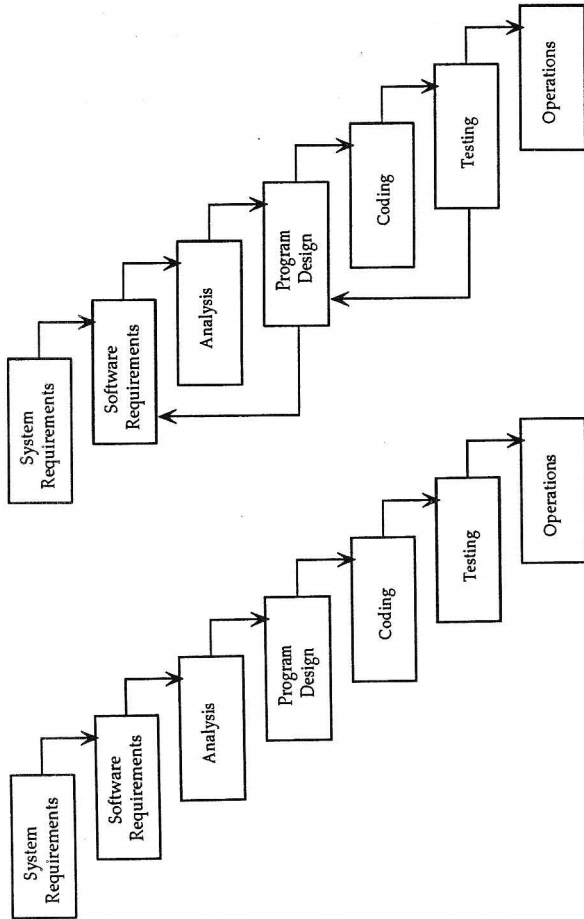 System
Requirements
Software
Requirements
Analysis
Program
Design
Coding
Testing
Operations
System
Requirements
Software
Requirements
Analysis
Program
Design
Coding
Testing
Operations